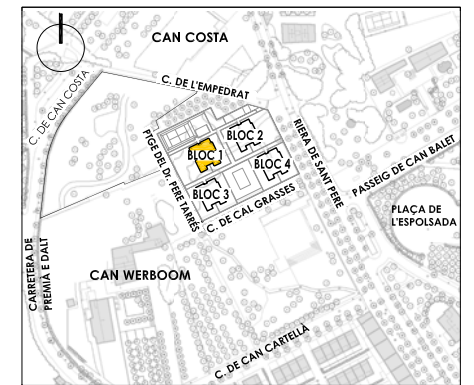 CAN COSTA
C. DE CAN COSTA
C. DE L'EMPEDRAT
BLOC 2
BLOC 1
BLOC 4
BLOC 3
PTGE DEL Dr. PERE TARRÉS
RIERA DE SANT PERE
PASSEIG DE CAN BALET
C. DE CAL GRASSES
PLAÇA DE
L'ESPOLSADA
CARRETERA DE
PREMIÀ E DALT
CAN WERBOOM
C. DE CAN CARTELLÀ